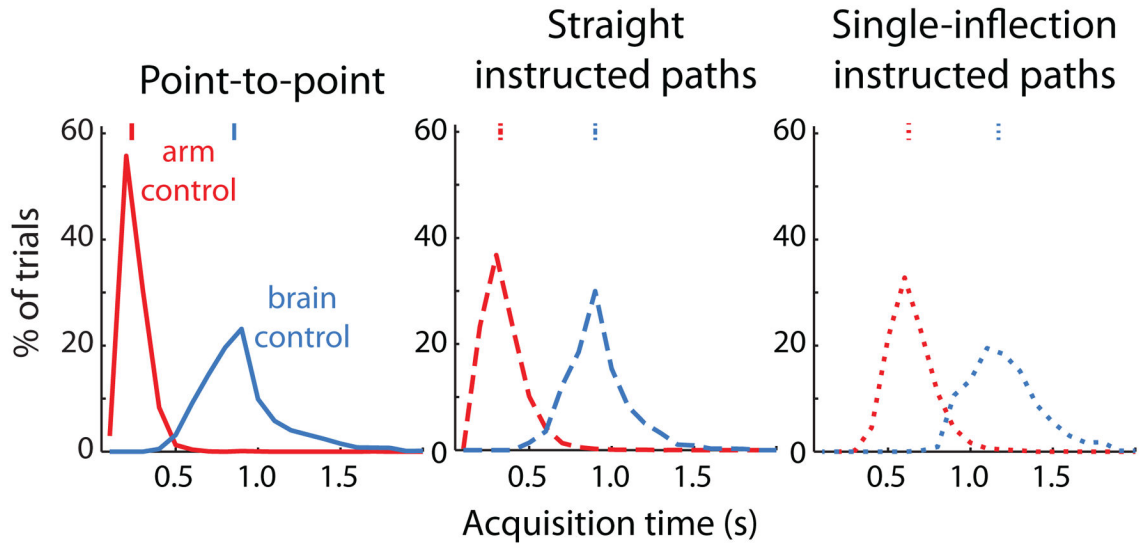 Point-to-point
Straight
instructed paths
Single-inflection
instructed paths
% of trials
60
40
20
0
arm
control
brain
control
0.5 1.0 1.5
60
40
20
0
0.5 1.0 1.5
60
40
20
0
0.5 1.0 1.5
Acquisition time (s)